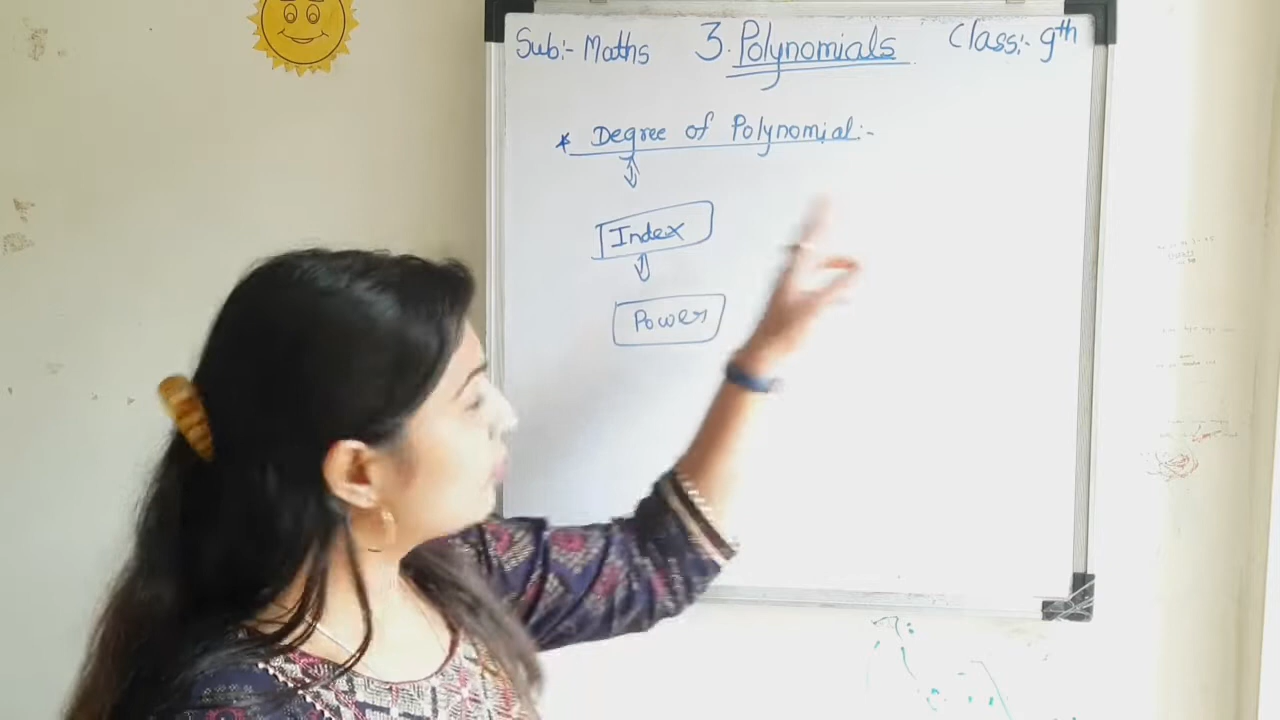 Sub:- Maths 3. Polynomials Class:- 9th
* Degree of Polynomial:-
Index
Power